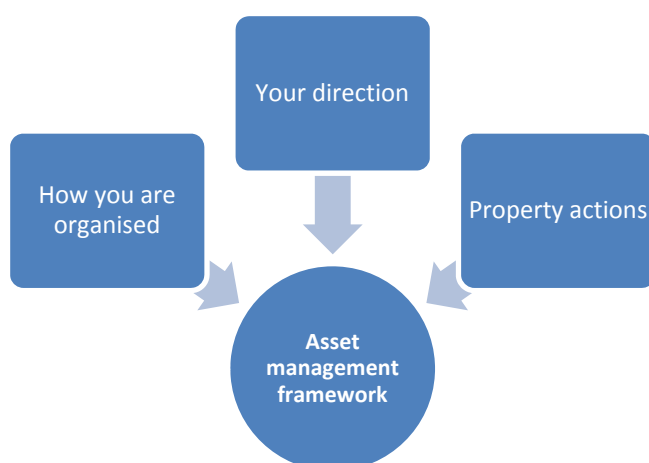 Your direction
How you are
organised
Property actions
Asset
management
framework